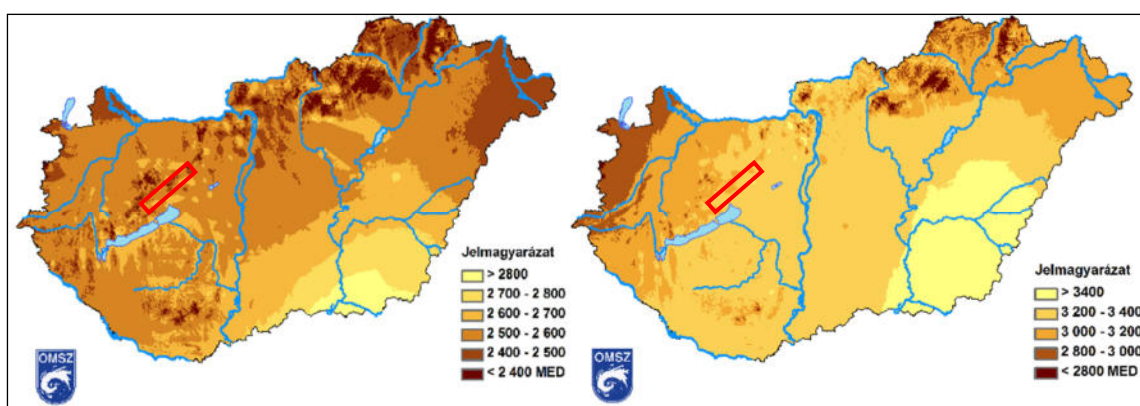 Jelmagyarázat
> 2800
2 700 - 2 800
2 600 - 2 700
2 500 - 2 600
2 400 - 2 500
< 2 400 MED
OMSZ
Jelmagyarázat
> 3400
3 200 - 3 400
3 000 - 3 200
2 800 - 3 000
< 2800 MED
OMSZ